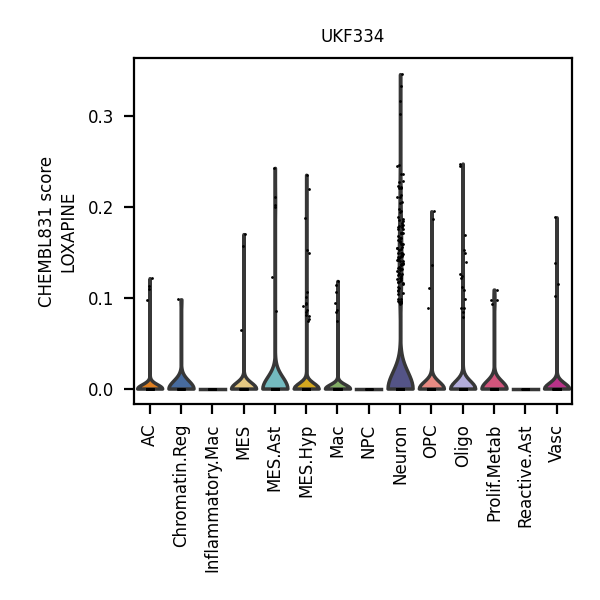 UKF334
CHEMBL831 score
LOXAPINE
0.3
0.2
0.1
0.0
AC
Chromatin.Reg
Inflammatory.Mac
MES
MES.Ast
MES.Hyp
Mac
NPC
Neuron
OPC
Oligo
Prolif.Metab
Reactive.Ast
Vasc